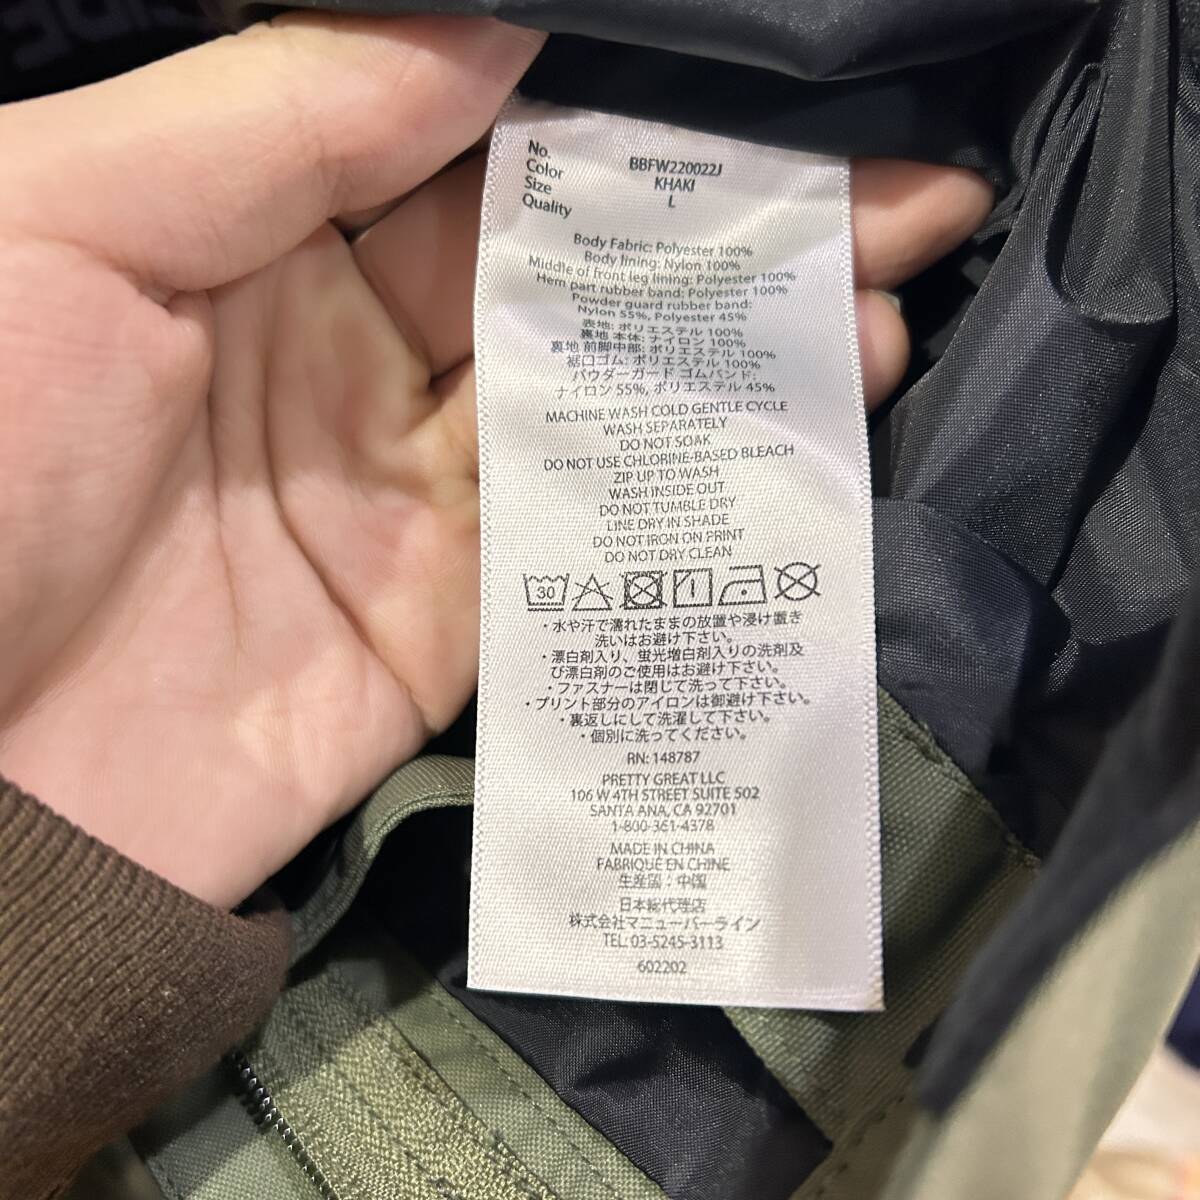 No. BBFW220022J
Color KHAKI
Size L
Quality
Body Fabric: Polyester 100%
Body lining: Nylon 100%
Middle of front leg lining: Polyester 100%
Hem part rubber band: Polyester 100%
Powder guard rubber band:
Nylon 55%, Polyester 45%
表地: ポリエステル 100%
裏地 本体: ナイロン 100%
裏地 前脚中部: ポリエステル 100%
裾口ゴム: ポリエステル 100%
パウダーガード ゴムバンド:
ナイロン 55%, ポリエステル 45%
MACHINE WASH COLD GENTLE CYCLE
WASH SEPARATELY
DO NOT SOAK
DO NOT USE CHLORINE-BASED BLEACH
ZIP UP TO WASH
WASH INSIDE OUT
DO NOT TUMBLE DRY
LINE DRY IN SHADE
DO NOT IRON ON PRINT
DO NOT DRY CLEAN
30
・水や汗で濡れたままの放置や浸け置き
洗いはお避け下さい。
・漂白剤入り、蛍光増白剤入りの洗剤及
び漂白剤のご使用はお避け下さい。
・ファスナーは閉じて洗って下さい。
・プリント部分のアイロンは御避け下さい。
・裏返しにして洗濯して下さい。
・個別に洗ってください。
RN: 148787
PRETTY GREAT LLC
106 W 4TH STREET SUITE 502
SANTA ANA, CA 92701
1-800-361-4378
MADE IN CHINA
FABRIQUÉ EN CHINE
生産国：中国
日本総代理店
株式会社マニューバーライン
TEL: 03-5245-3113
602202